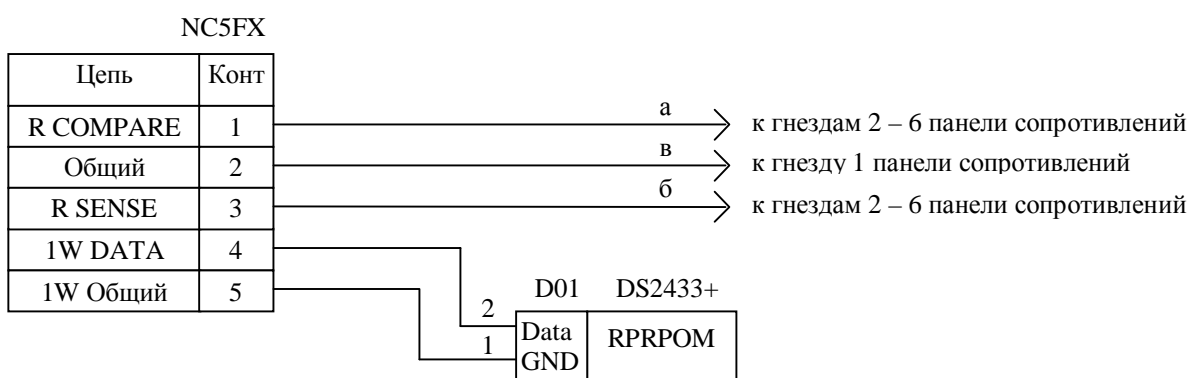 NC5FX
Цепь Конт
R COMPARE 1 а к гнездам 2 – 6 панели сопротивлений
Общий 2 в к гнезду 1 панели сопротивлений
R SENSE 3 б к гнездам 2 – 6 панели сопротивлений
1W DATA 4
1W Общий 5
D01 DS2433+
2 Data RPRPOM
1 GND